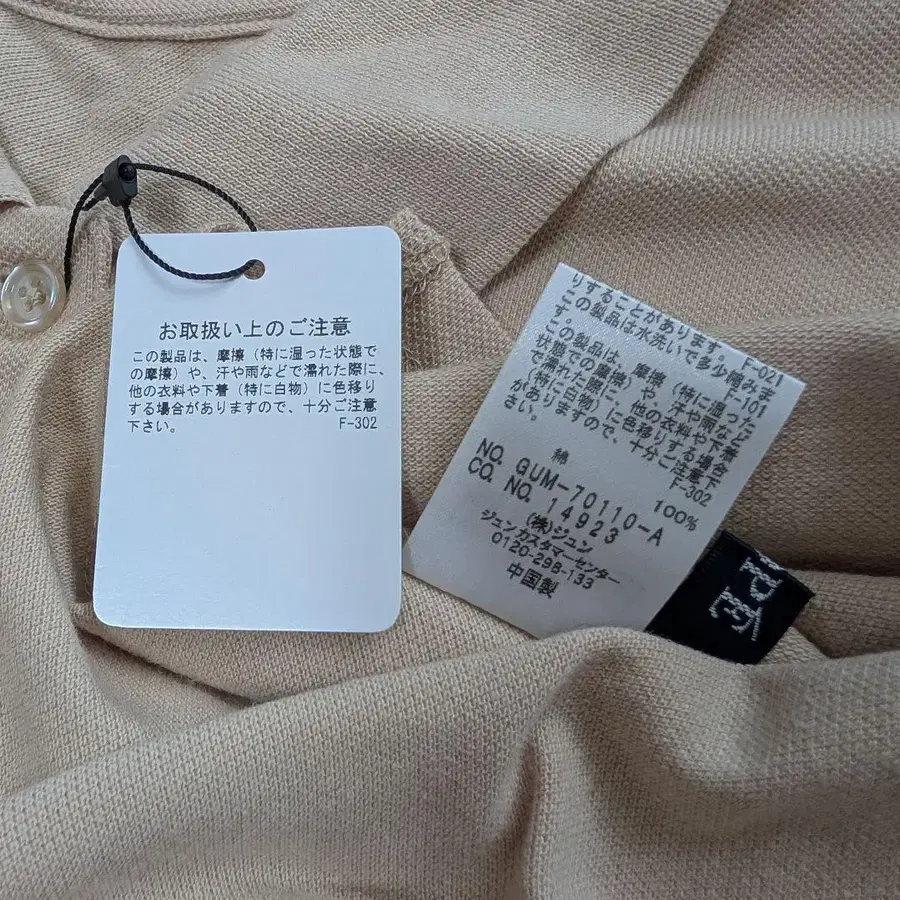 お取扱い上のご注意
この製品は、摩擦（特に湿った状態で
の摩擦）や、汗や雨などで濡れた際に、
他の衣料や下着（特に白物）に色移り
する場合がありますので、十分ご注意
下さい。 F-302
りすることがあります。 F-021
この製品は水洗いで多少縮みま
す。 F-101
この製品は、摩擦（特に湿った
状態での摩擦）や、汗や雨など
で濡れた際に、他の衣料や下着
（特に白物）に色移りする場合
がありますので、十分ご注意下
F-302
綿 100%
NO. GUM-70110-A
CO. NO. 14923
(株)ジュン
ジュン カスタマーセンター
0120-298-133
中国製